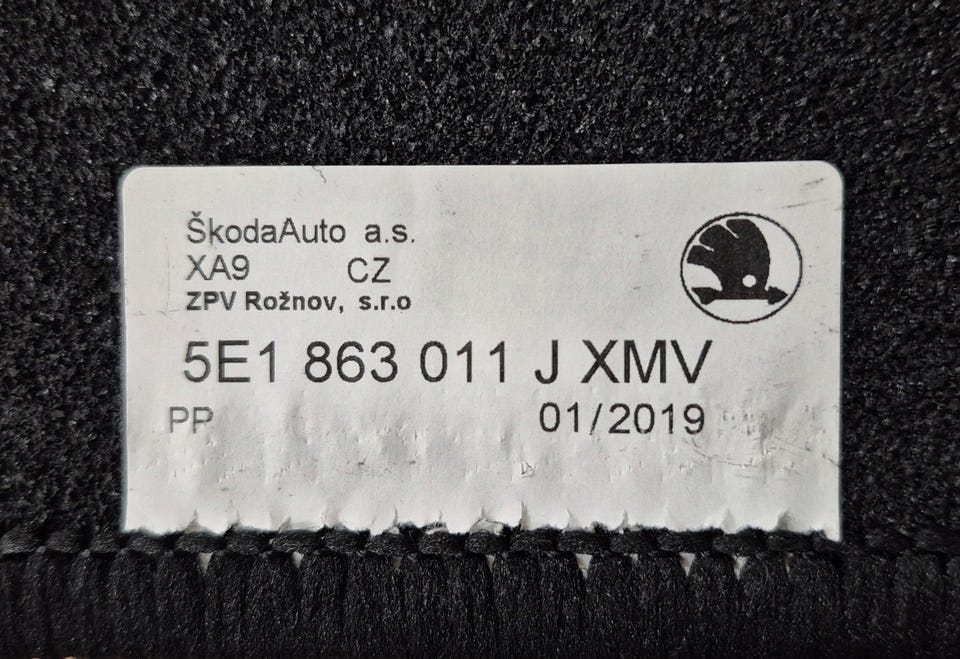 ŠkodaAuto a.s.
XA9 CZ
ZPV Rožnov, s.r.o
5E1 863 011 J XMV
PP 01/2019